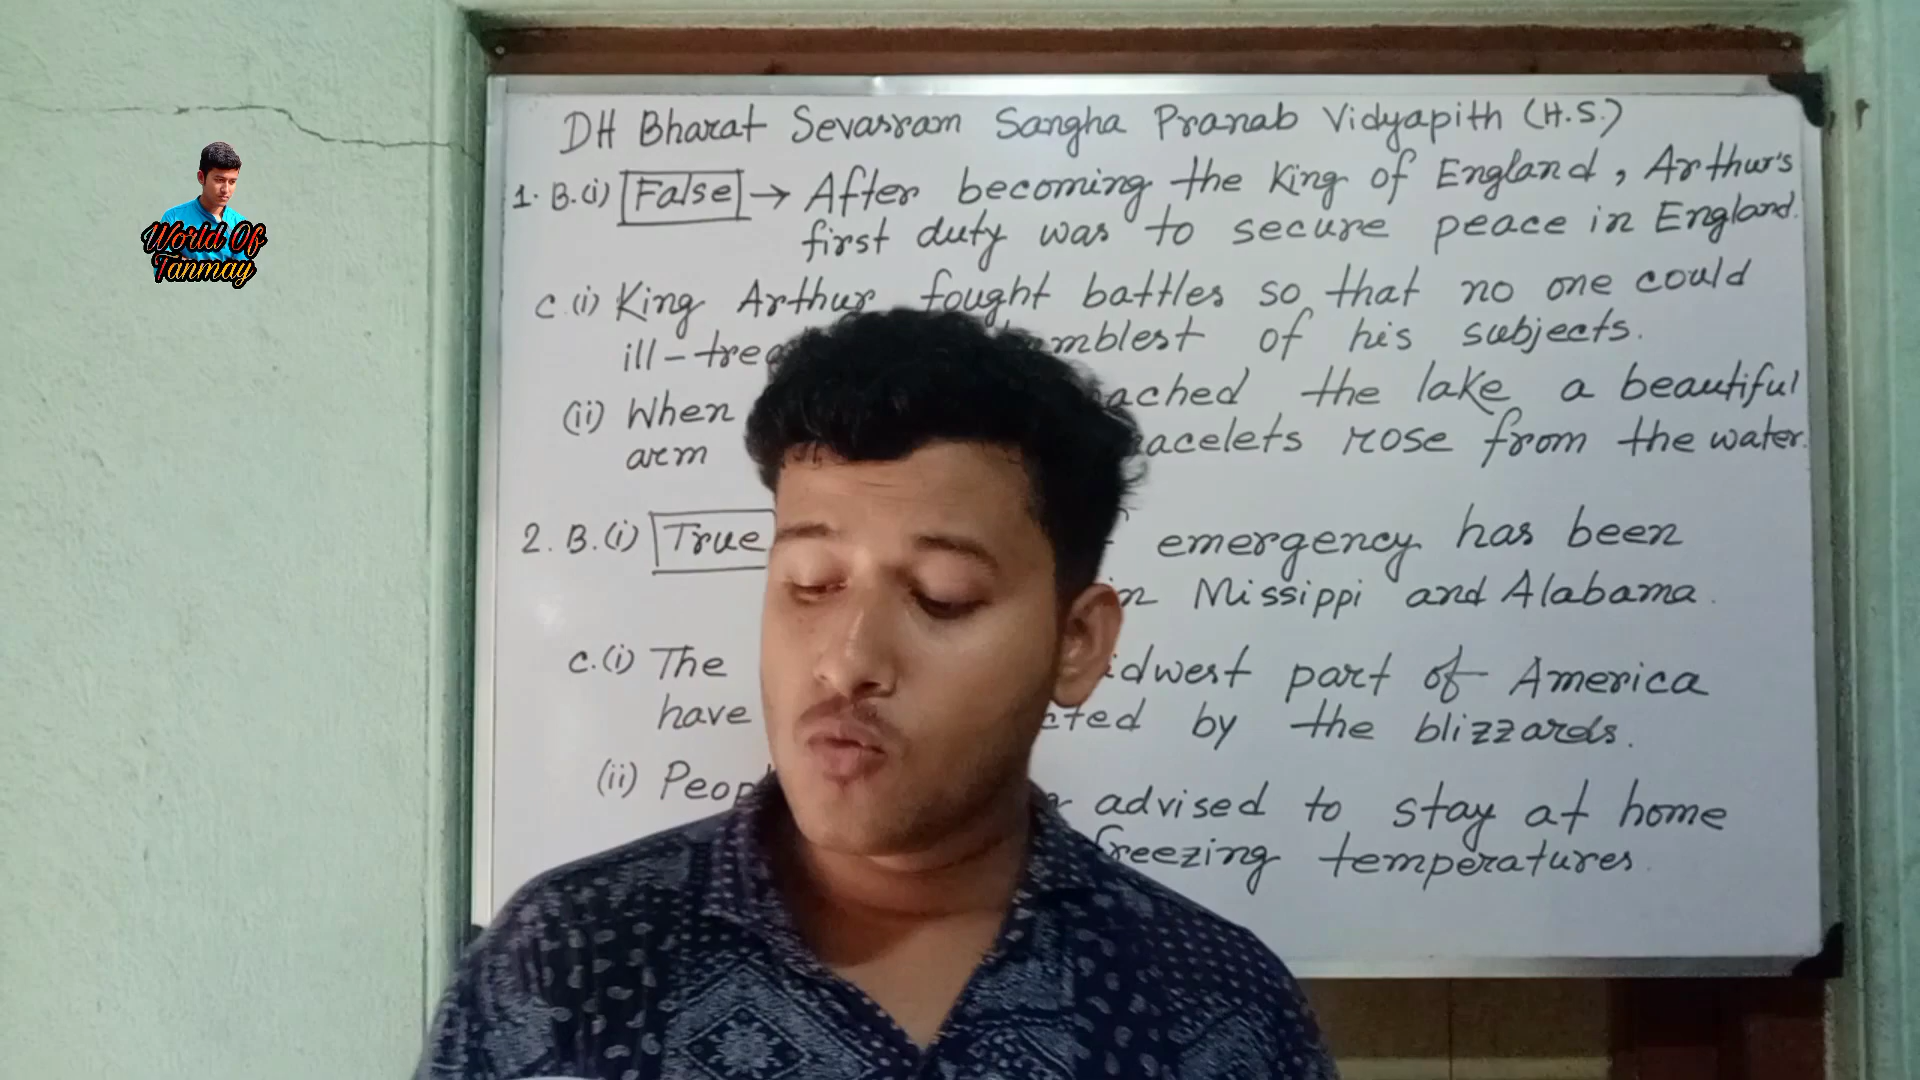 World Of
Tanmay
DH Bharat Sevasram Sangha Pranab Vidyapith (H.S.)
1. B.(i) False → After becoming the King of England, Arthur's
first duty was to secure peace in England.
C.(i) King Arthur fought battles so that no one could
ill-trea mblest of his subjects.
(ii) When ached the lake a beautiful
arm acelets rose from the water.
2. B.(i) True emergency has been
in Missippi and Alabama.
C.(i) The idwest part of America
have cted by the blizzards.
(ii) Peop advised to stay at home
freezing temperatures.